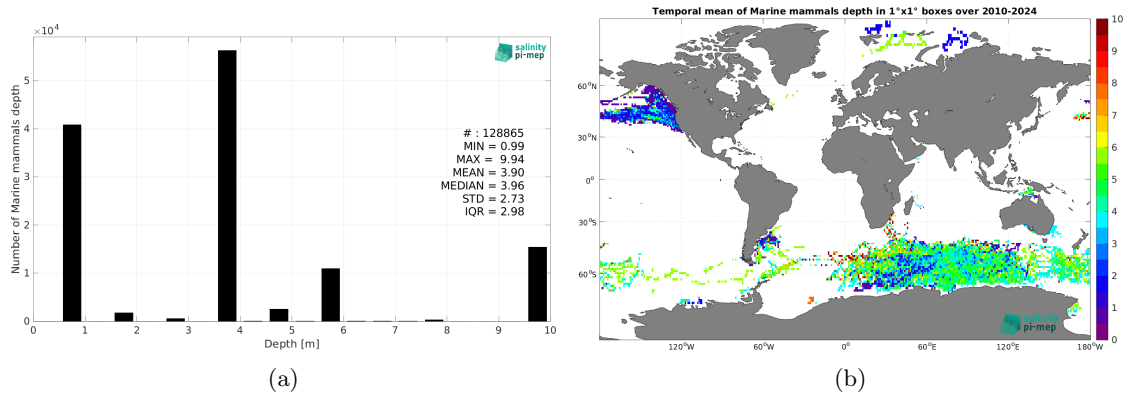 ×10⁴
5
4
3
2
1
0
Number of Marine mammals depth
salinity
pi-mep
# : 128865
MIN = 0.99
MAX = 9.94
MEAN = 3.90
MEDIAN = 3.96
STD = 2.73
IQR = 2.98
0 1 2 3 4 5 6 7 8 9 10
Depth [m]
(a)
Temporal mean of Marine mammals depth in 1°x1° boxes over 2010-2024
60°N
30°N
0°
30°S
60°S
120°W 60°W 0° 60°E 120°E 180°W
salinity
pi-mep
10
9
8
7
6
5
4
3
2
1
0
(b)